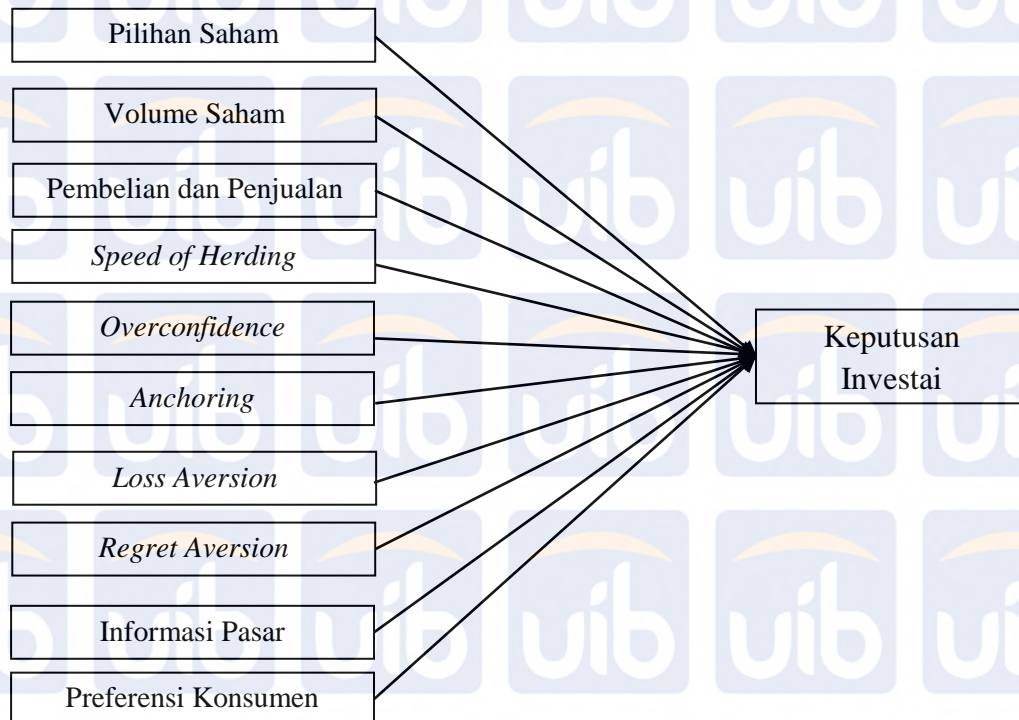 Pilihan Saham
Volume Saham
Pembelian dan Penjualan
Speed of Herding
Overconfidence
Anchoring
Loss Aversion
Regret Aversion
Informasi Pasar
Preferensi Konsumen
Keputusan
Investai